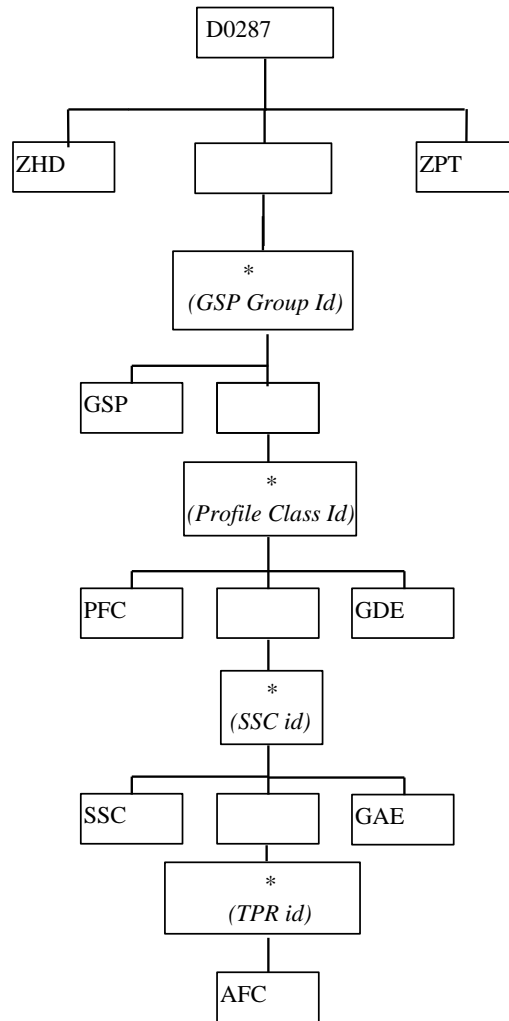 D0287
ZHD
ZPT
*
(GSP Group Id)
GSP
*
(Profile Class Id)
PFC
GDE
*
(SSC id)
SSC
GAE
*
(TPR id)
AFC